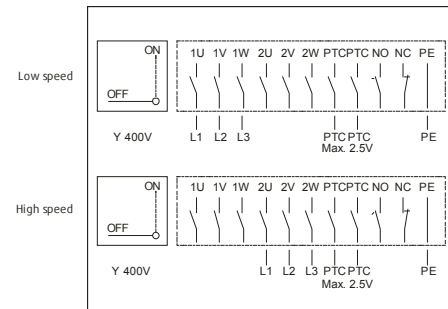 ON
1U 1V 1W 2U 2V 2W PTC PTC NO NC PE
Low speed
OFF
Y 400V
L1 L2 L3 PTC PTC PE
Max. 2.5V
ON
1U 1V 1W 2U 2V 2W PTC PTC NO NC PE
High speed
OFF
Y 400V
L1 L2 L3 PTC PTC PE
Max. 2.5V